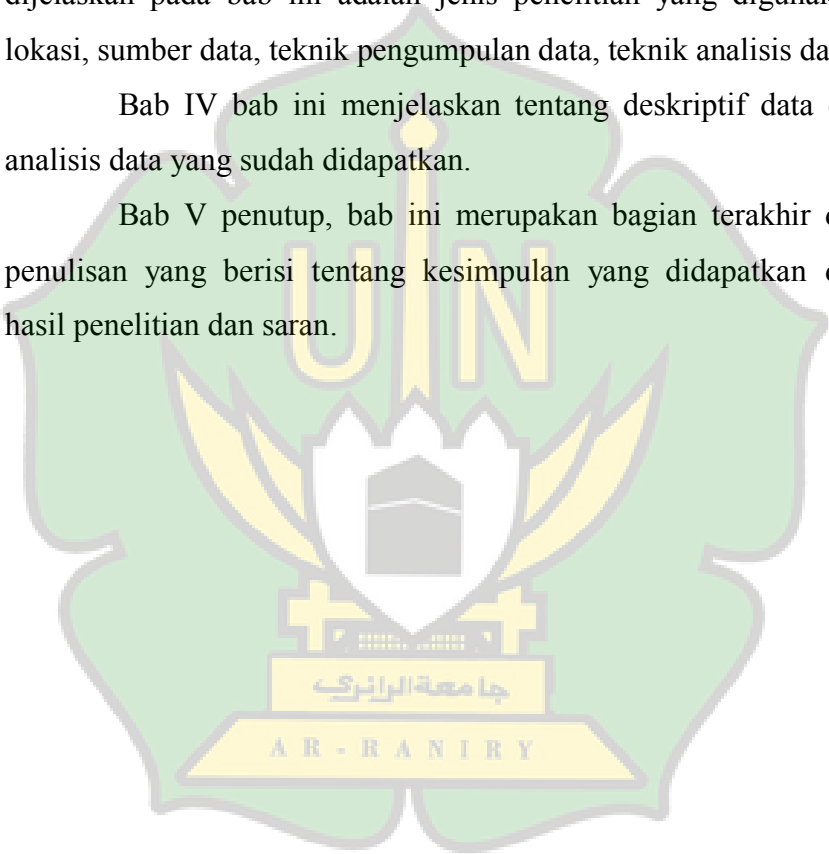 dijelaskan pada bab ini adalah jenis penelitian yang
lokasi, sumber data, teknik pengumpulan data, teknik analisis
Bab IV bab ini menjelaskan tentang deskriptif data
analisis data yang sudah didapatkan.
Bab V penutup, bab ini merupakan bagian terakhir
penulisan yang berisi tentang kesimpulan yang didapatkan
hasil penelitian dan saran.
UIN
جامعة الرانري
AR-RANIRY